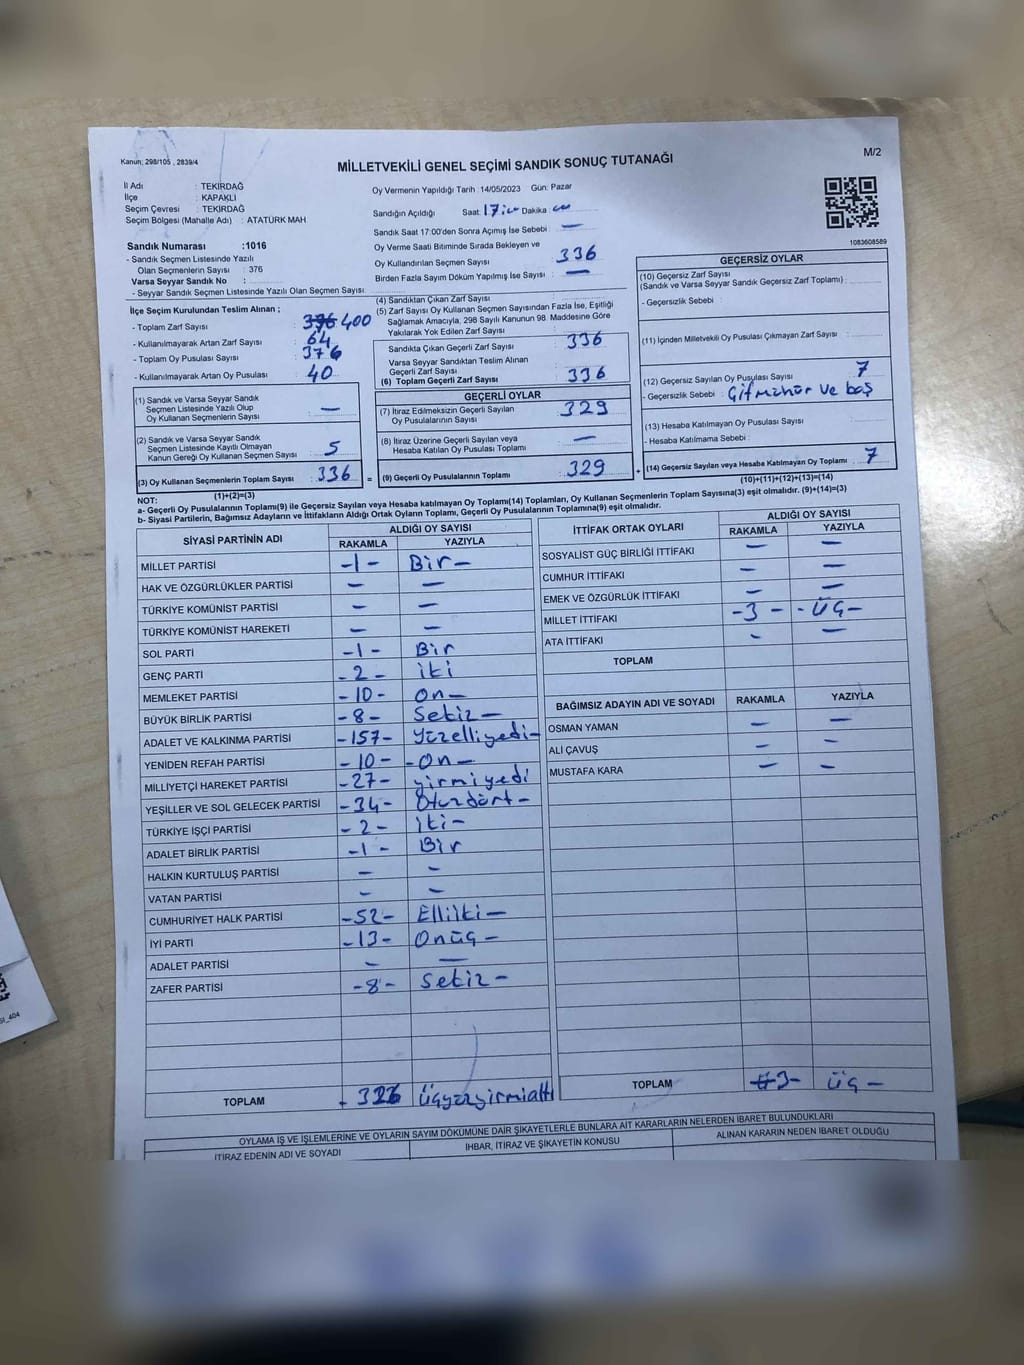 Kanun; 298/105 , 2839/4
MİLLETVEKİLİ GENEL SEÇİMİ SANDIK SONUÇ TUTANAĞI
M/2
İl Adı : TEKİRDAĞ
İlçe : KAPAKLI
Seçim Çevresi : TEKİRDAĞ
Seçim Bölgesi (Mahalle Adı) : ATATÜRK MAH
Sandık Numarası :1016
- Sandık Seçmen Listesinde Yazılı
Olan Seçmenlerin Sayısı : 376
Varsa Seyyar Sandık No :
- Seyyar Sandık Seçmen Listesinde Yazılı Olan Seçmen Sayısı:
Oy Vermenin Yapıldığı Tarih : 14/05/2023 Gün: Pazar
Sandığın Açıldığı Saat: 17:00 Dakika:
Sandık Saat 17:00'den Sonra Açımış İse Sebebi : —
Oy Verme Saati Bitiminde Sırada Bekleyen ve
Oy Kullandırılan Seçmen Sayısı : 336
Birden Fazla Sayım Döküm Yapılmış İse Sayısı : —
1083608589
İlçe Seçim Kurulundan Teslim Alınan ;
- Toplam Zarf Sayısı : 400
- Kullanılmayarak Artan Zarf Sayısı : 64
- Toplam Oy Pusulası Sayısı : 376
- Kullanılmayarak Artan Oy Pusulası : 40
(1) Sandık ve Varsa Seyyar Sandık
Seçmen Listesinde Yazılı Olup
Oy Kullanan Seçmenlerin Sayısı : —
(2) Sandık ve Varsa Seyyar Sandık
Seçmen Listesinde Kayıtlı Olmayan
Kanun Gereği Oy Kullanan Seçmen Sayısı : 5
(3) Oy Kullanan Seçmenlerin Toplam Sayısı : 336 =
(1)+(2)=(3)
(4) Sandıktan Çıkan Zarf Sayısı :
(5) Zarf Sayısı Oy Kullanan Seçmen Sayısından Fazla İse, Eşitliği
Sağlamak Amacıyla; 298 Sayılı Kanunun 98. Maddesine Göre
Yakılarak Yok Edilen Zarf Sayısı :
Sandıkta Çıkan Geçerli Zarf Sayısı : 336
Varsa Seyyar Sandıktan Teslim Alınan
Geçerli Zarf Sayısı :
(6) Toplam Geçerli Zarf Sayısı : 336
GEÇERLİ OYLAR
(7) İtiraz Edilmeksizin Geçerli Sayılan
Oy Pusulalarının Sayısı : 329
(8) İtiraz Üzerine Geçerli Sayılan veya
Hesaba Katılan Oy Pusulası Toplamı : —
(9) Geçerli Oy Pusulalarının Toplamı : 329 +
GEÇERSİZ OYLAR
(10) Geçersiz Zarf Sayısı
(Sandık ve Varsa Seyyar Sandık Geçersiz Zarf Toplamı) :
- Geçersizlik Sebebi :
(11) İçinden Milletvekili Oy Pusulası Çıkmayan Zarf Sayısı :
(12) Geçersiz Sayılan Oy Pusulası Sayısı : 7
- Geçersizlik Sebebi : Çifmühür ve boş
(13) Hesaba Katılmayan Oy Pusulası Sayısı :
- Hesaba Katılmama Sebebi :
(14) Geçersiz Sayılan veya Hesaba Katılmayan Oy Toplamı : 7
(10)+(11)+(12)+(13)=(14)
NOT:
a- Geçerli Oy Pusulalarının Toplamı(9) ile Geçersiz Sayılan veya Hesaba katılmayan Oy Toplamı(14) Toplamları, Oy Kullanan Seçmenlerin Toplam Sayısına(3) eşit olmalıdır. (9)+(14)=(3)
b- Siyasi Partilerin, Bağımsız Adayların ve İttifakların Aldığı Ortak Oyların Toplamı, Geçerli Oy Pusulalarının Toplamına(9) eşit olmalıdır.
SİYASİ PARTİNİN ADI ALDIĞI OY SAYISI
RAKAMLA YAZIYLA
MİLLET PARTİSİ -1- Bir-
HAK VE ÖZGÜRLÜKLER PARTİSİ — —
TÜRKİYE KOMÜNİST PARTİSİ — —
TÜRKİYE KOMÜNİST HAREKETİ — —
SOL PARTİ -1- Bir
GENÇ PARTİ -2- iki
MEMLEKET PARTİSİ -10- on-
BÜYÜK BİRLİK PARTİSİ -8- Sekiz-
ADALET VE KALKINMA PARTİSİ -157- Yüzelliyedi-
YENİDEN REFAH PARTİSİ -10- -On-
MİLLİYETÇİ HAREKET PARTİSİ -27- yirmiyedi
YEŞİLLER VE SOL GELECEK PARTİSİ -34- Otuzdört-
TÜRKİYE İŞÇİ PARTİSİ -2- iki-
ADALET BİRLİK PARTİSİ -1- Bir
HALKIN KURTULUŞ PARTİSİ — —
VATAN PARTİSİ — —
CUMHURİYET HALK PARTİSİ -52- Elliiki-
İYİ PARTİ -13- Onüç-
ADALET PARTİSİ — —
ZAFER PARTİSİ -8- Sekiz-
TOPLAM -326 Üçyüzyirmialtı
İTTİFAK ORTAK OYLARI ALDIĞI OY SAYISI
RAKAMLA YAZIYLA
SOSYALİST GÜÇ BİRLİĞİ İTTİFAKI — —
CUMHUR İTTİFAKI — —
EMEK VE ÖZGÜRLÜK İTTİFAKI — —
MİLLET İTTİFAKI -3- -Üç-
ATA İTTİFAKI — —
TOPLAM
BAĞIMSIZ ADAYIN ADI VE SOYADI RAKAMLA YAZIYLA
OSMAN YAMAN — —
ALİ ÇAVUŞ — —
MUSTAFA KARA — —
TOPLAM 3- Üç-
OYLAMA İŞ VE İŞLEMLERİNE VE OYLARIN SAYIM DÖKÜMÜNE DAİR ŞİKAYETLERLE BUNLARA AİT KARARLARIN NELERDEN İBARET BULUNDUKLARI
İTİRAZ EDENİN ADI VE SOYADI İHBAR, İTİRAZ VE ŞİKAYETİN KONUSU ALINAN KARARIN NEDEN İBARET OLDUĞU